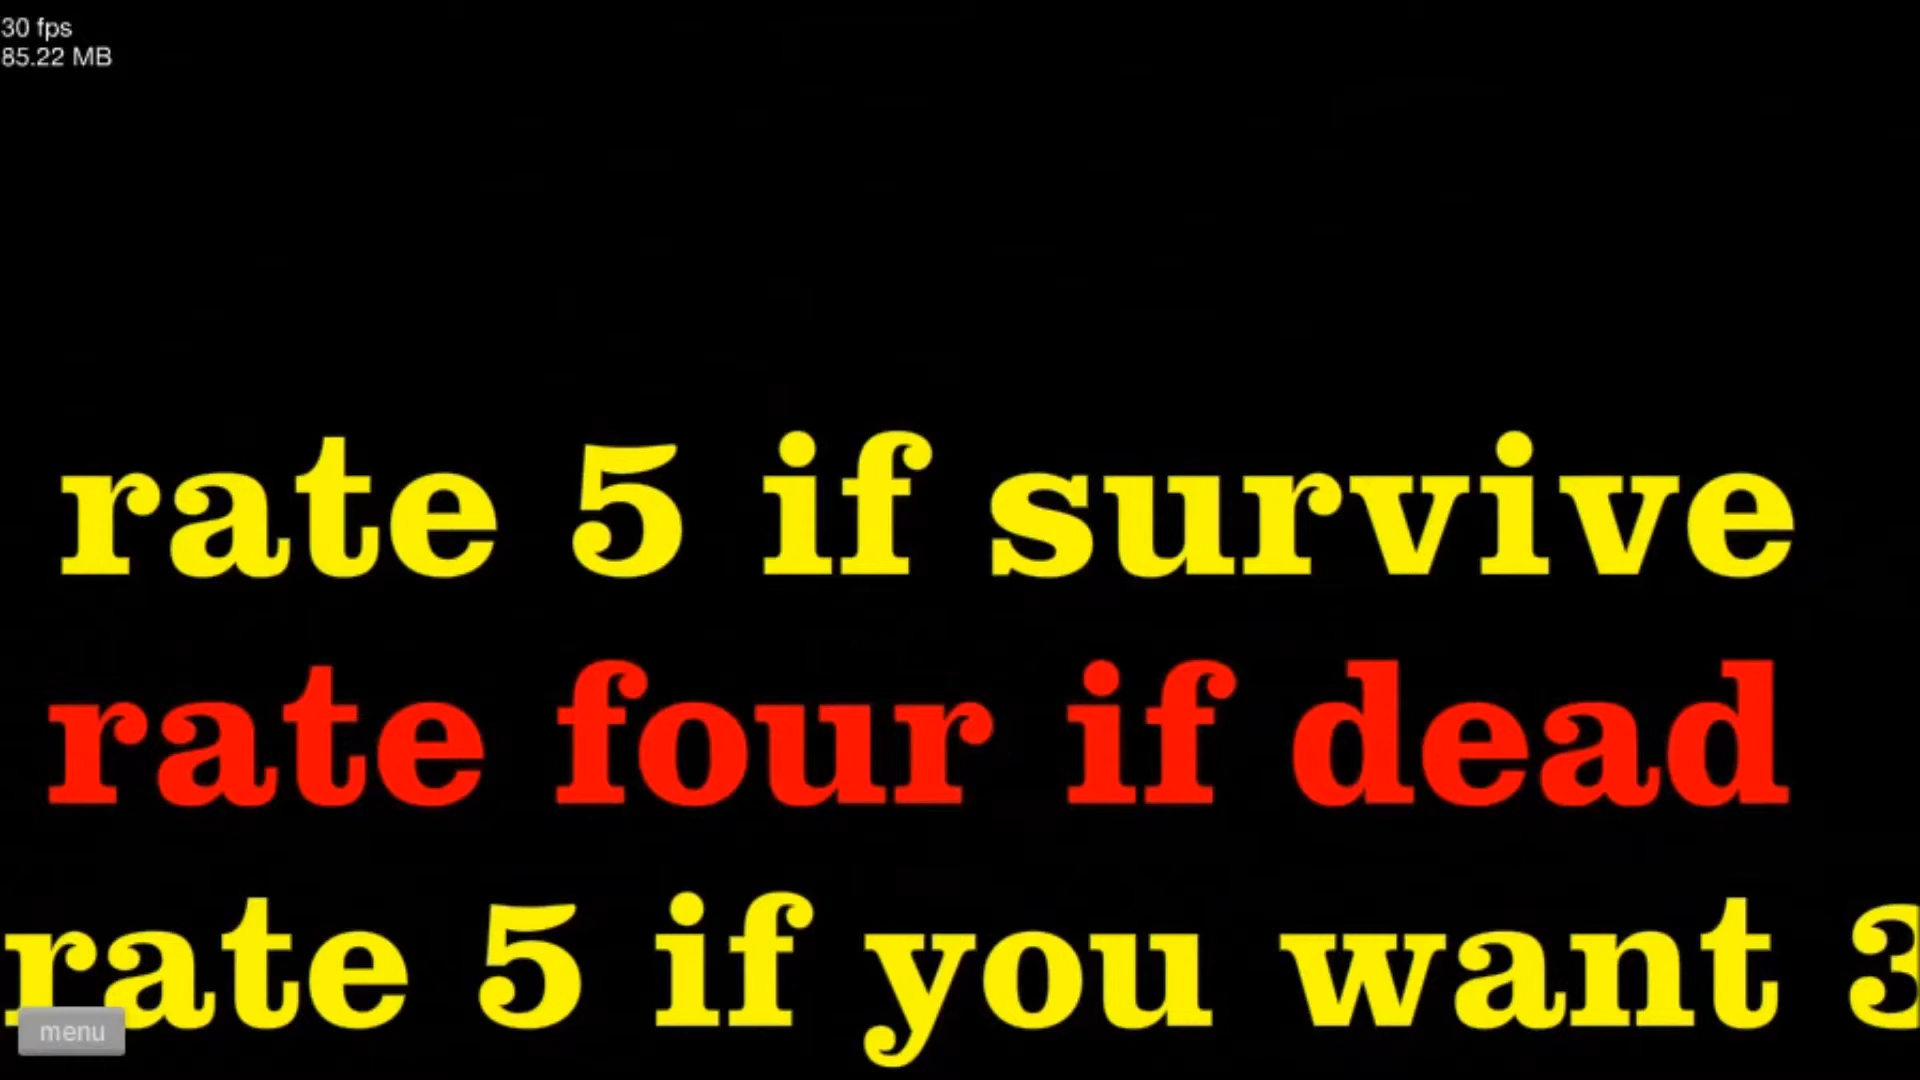 30 fps
85.22 MB
rate 5 if survive
rate four if dead
rate 5 if you want 3
menu